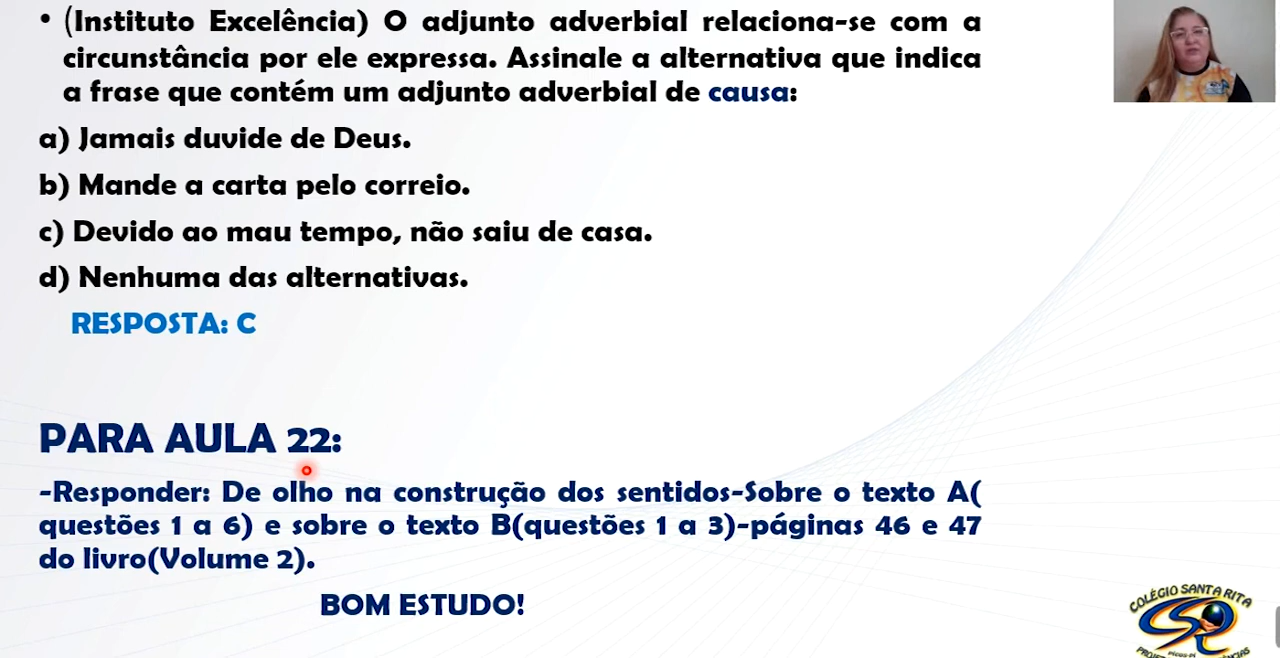 • (Instituto Excelência) O adjunto adverbial relaciona-se com a
circunstância por ele expressa. Assinale a alternativa que indica
a frase que contém um adjunto adverbial de causa:
a) Jamais duvide de Deus.
b) Mande a carta pelo correio.
c) Devido ao mau tempo, não saiu de casa.
d) Nenhuma das alternativas.
RESPOSTA: C
PARA AULA 22:
-Responder: De olho na construção dos sentidos-Sobre o texto A(
questões 1 a 6) e sobre o texto B(questões 1 a 3)-páginas 46 e 47
do livro(Volume 2).
BOM ESTUDO!
COLÉGIO SANTA RITA